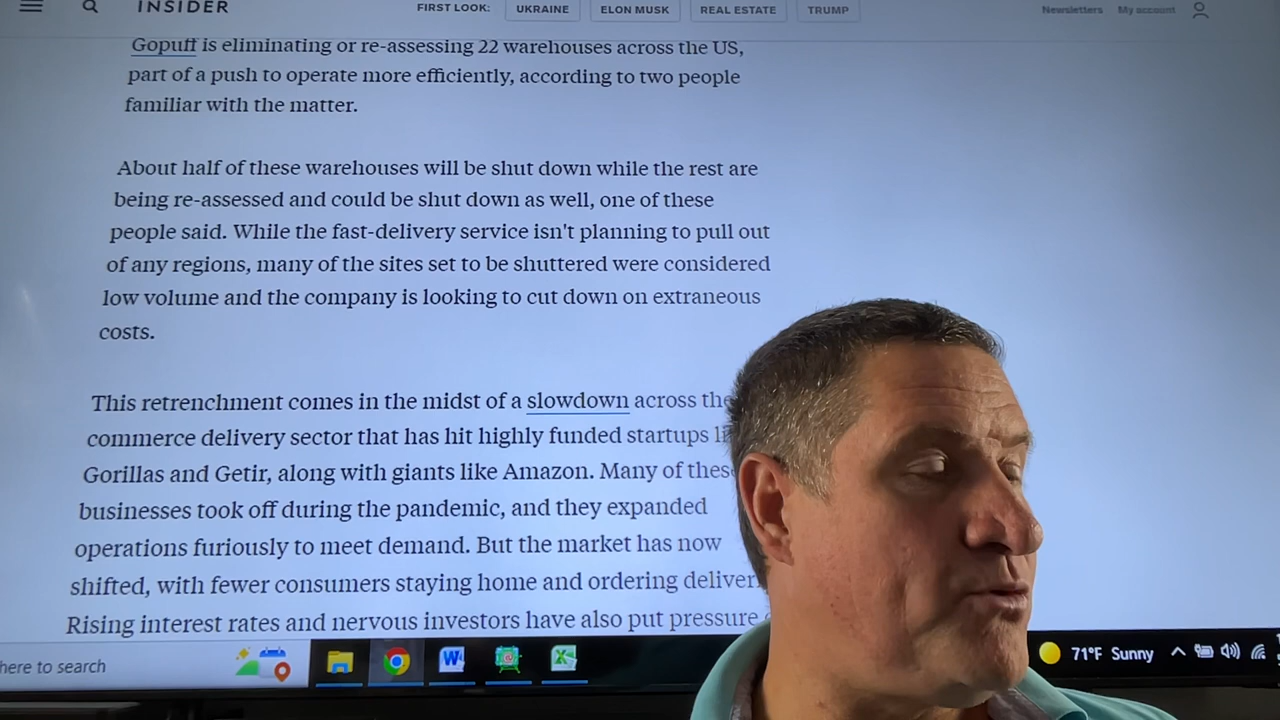 INSIDER
FIRST LOOK:
UKRAINE
ELON MUSK
REAL ESTATE
TRUMP
Newsletters
My account
Gopuff is eliminating or re-assessing 22 warehouses across the US,
part of a push to operate more efficiently, according to two people
familiar with the matter.
About half of these warehouses will be shut down while the rest are
being re-assessed and could be shut down as well, one of these
people said. While the fast-delivery service isn't planning to pull out
of any regions, many of the sites set to be shuttered were considered
low volume and the company is looking to cut down on extraneous
costs.
This retrenchment comes in the midst of a slowdown across the
commerce delivery sector that has hit highly funded startups
Gorillas and Getir, along with giants like Amazon. Many of these
businesses took off during the pandemic, and they expanded
operations furiously to meet demand. But the market has now
shifted, with fewer consumers staying home and ordering
Rising interest rates and nervous investors have also put pressure
here to search
71°F Sunny